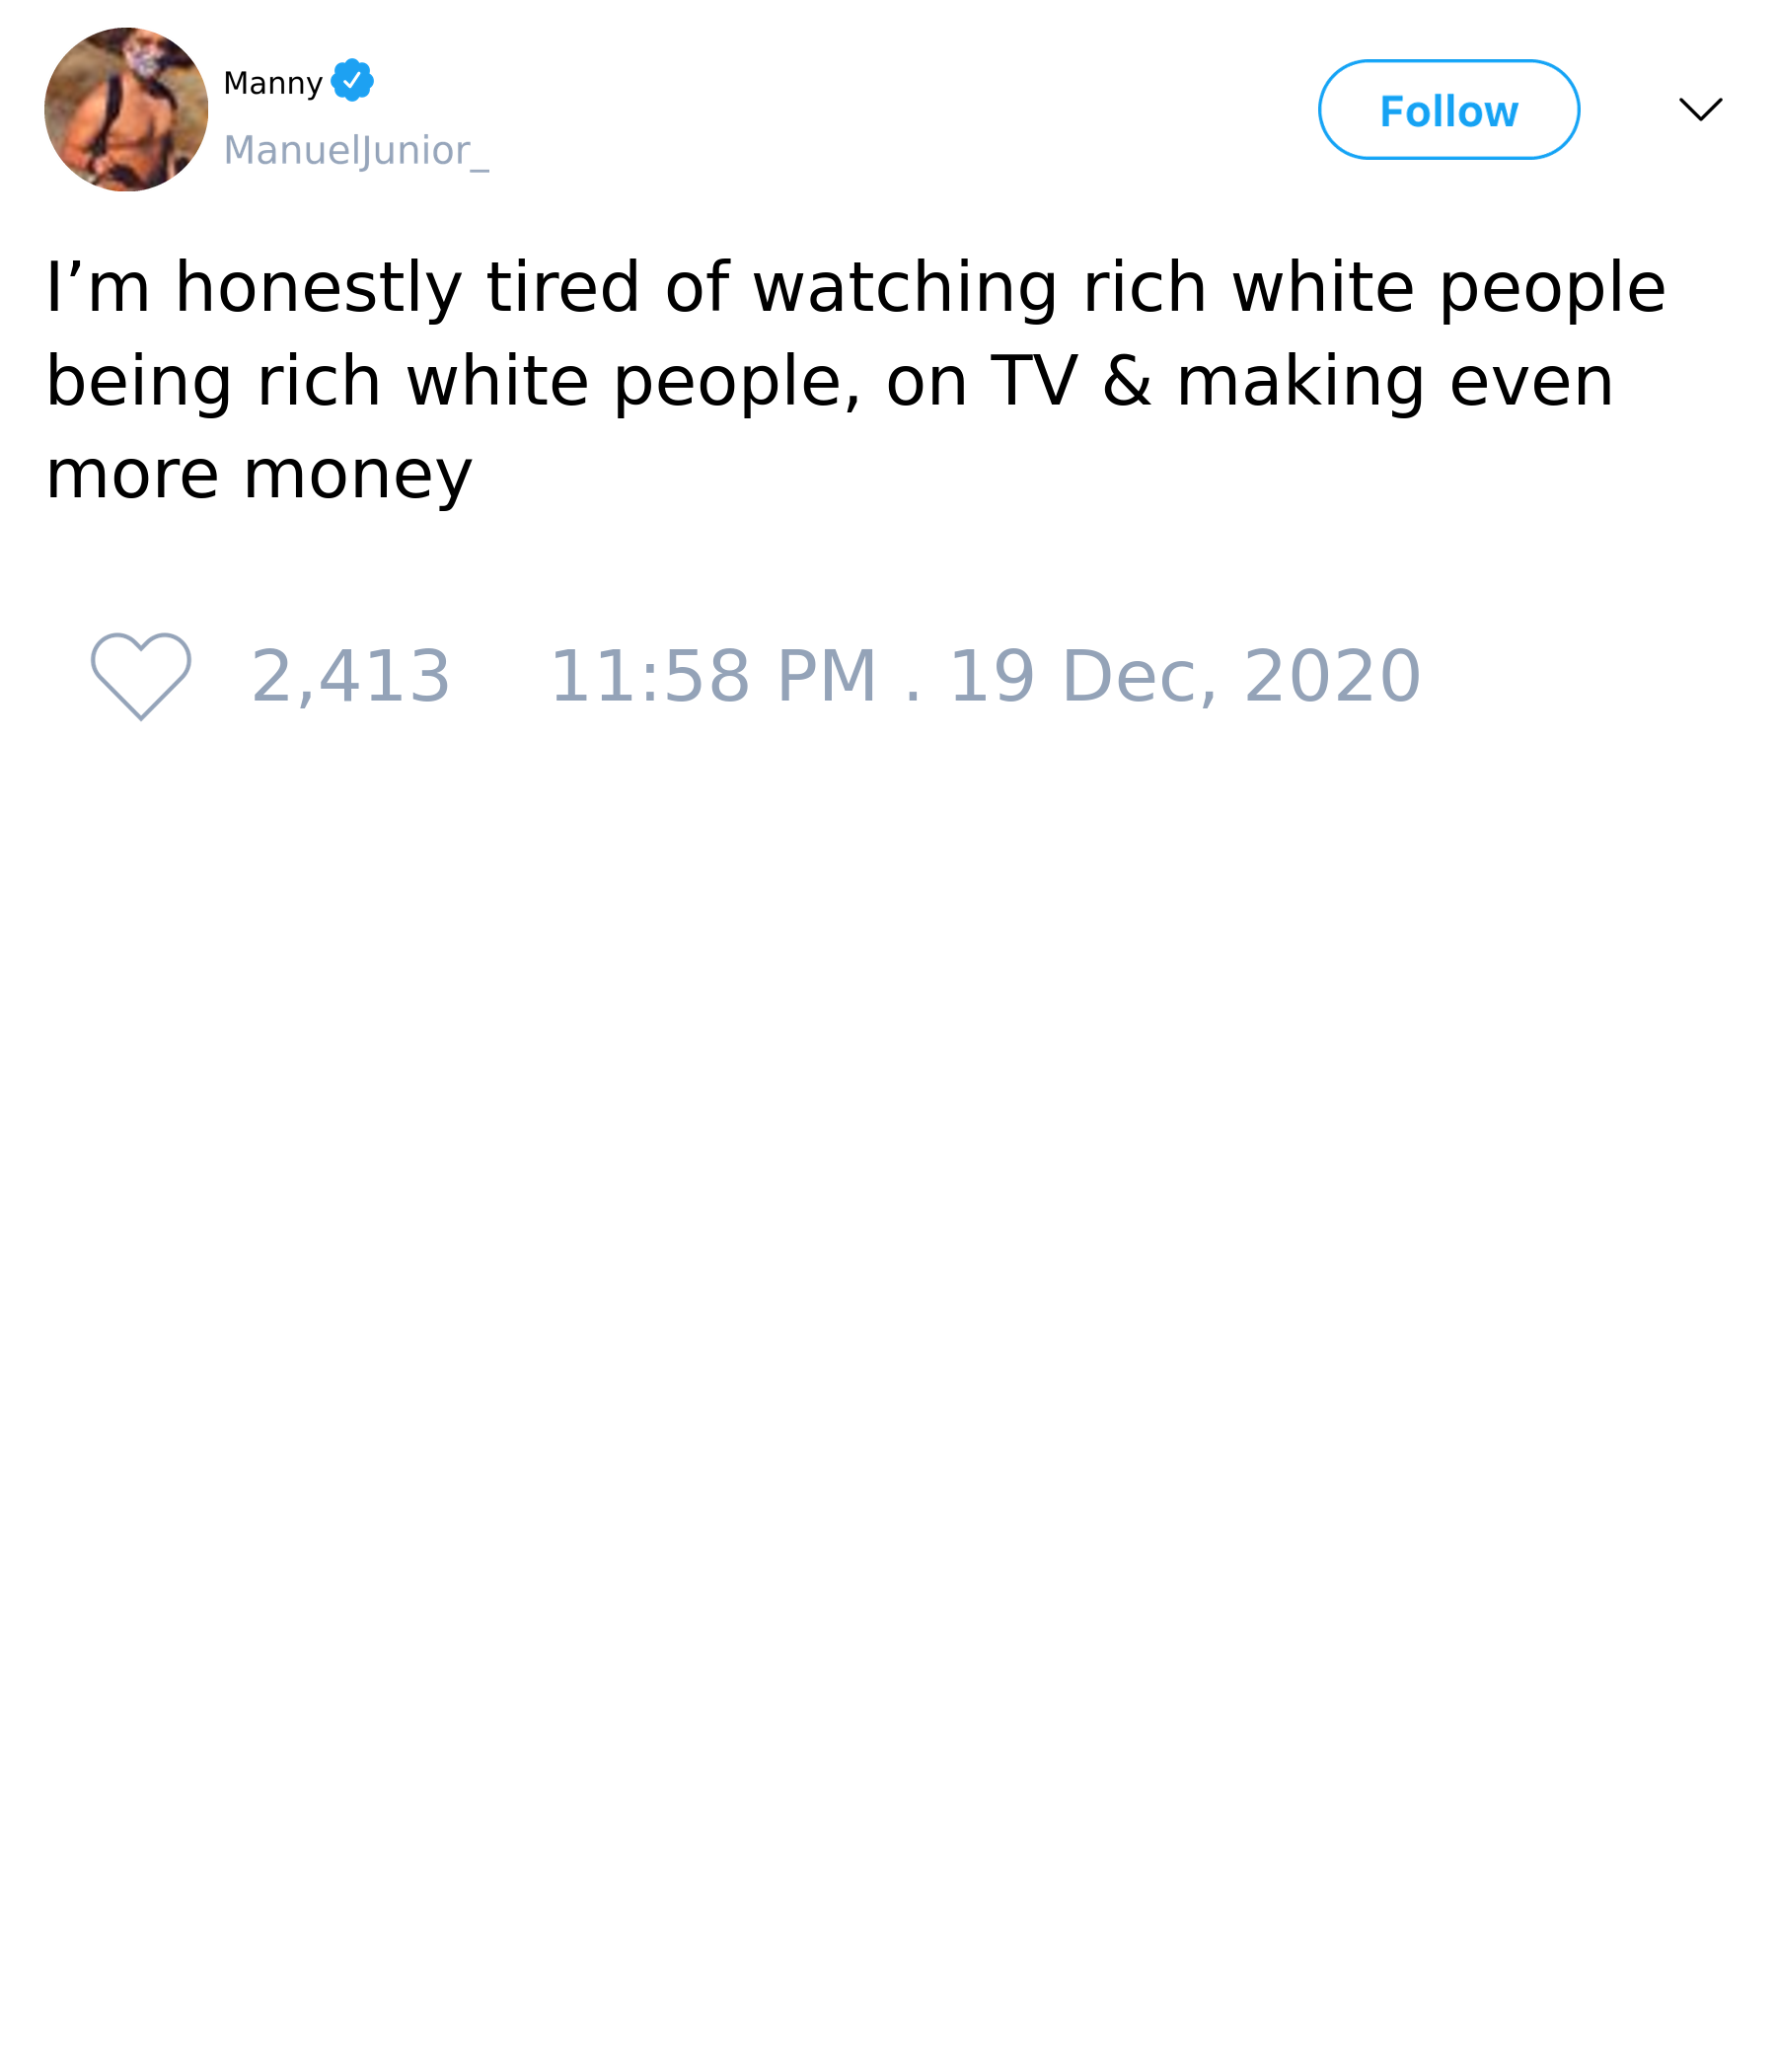 Manny
ManuelJunior_
Follow
I’m honestly tired of watching rich white people
being rich white people, on TV & making even
more money
2,413 11:58 PM . 19 Dec, 2020